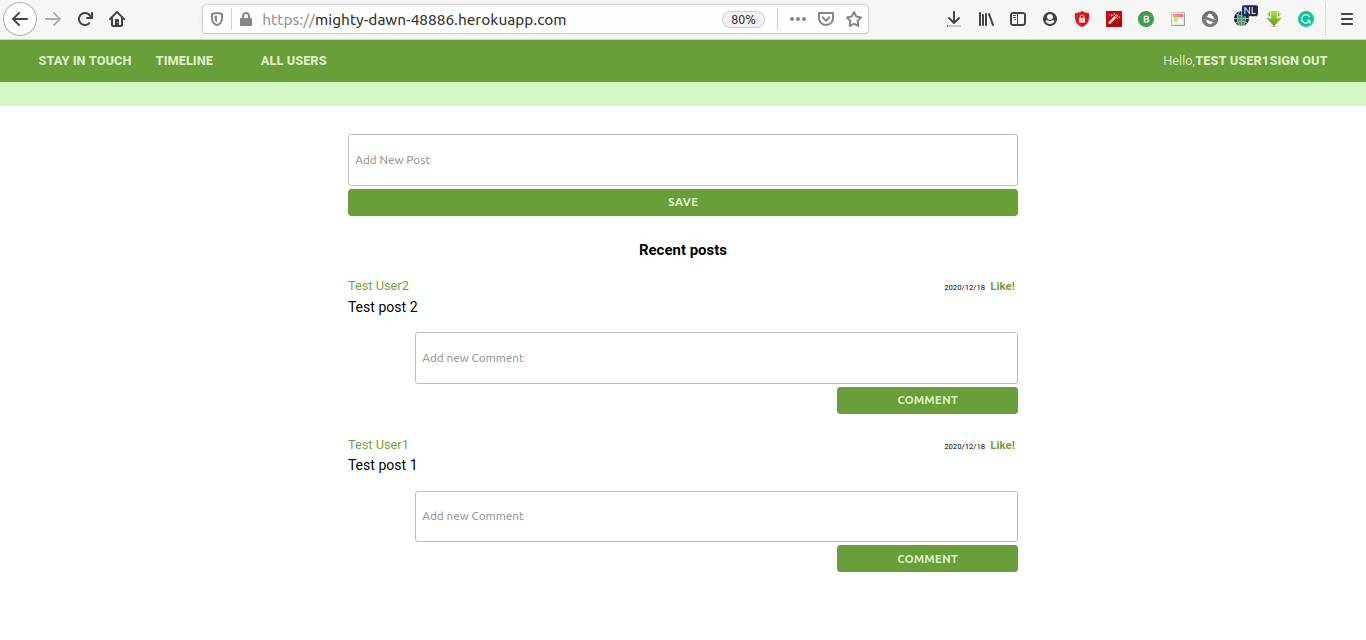 https://mighty-dawn-48886.herokuapp.com 80% NL B G
STAY IN TOUCH TIMELINE ALL USERS Hello,TEST USER1SIGN OUT
Add New Post
SAVE
Recent posts
Test User2 2020/12/18 Like!
Test post 2
Add new Comment
COMMENT
Test User1 2020/12/18 Like!
Test post 1
Add new Comment
COMMENT